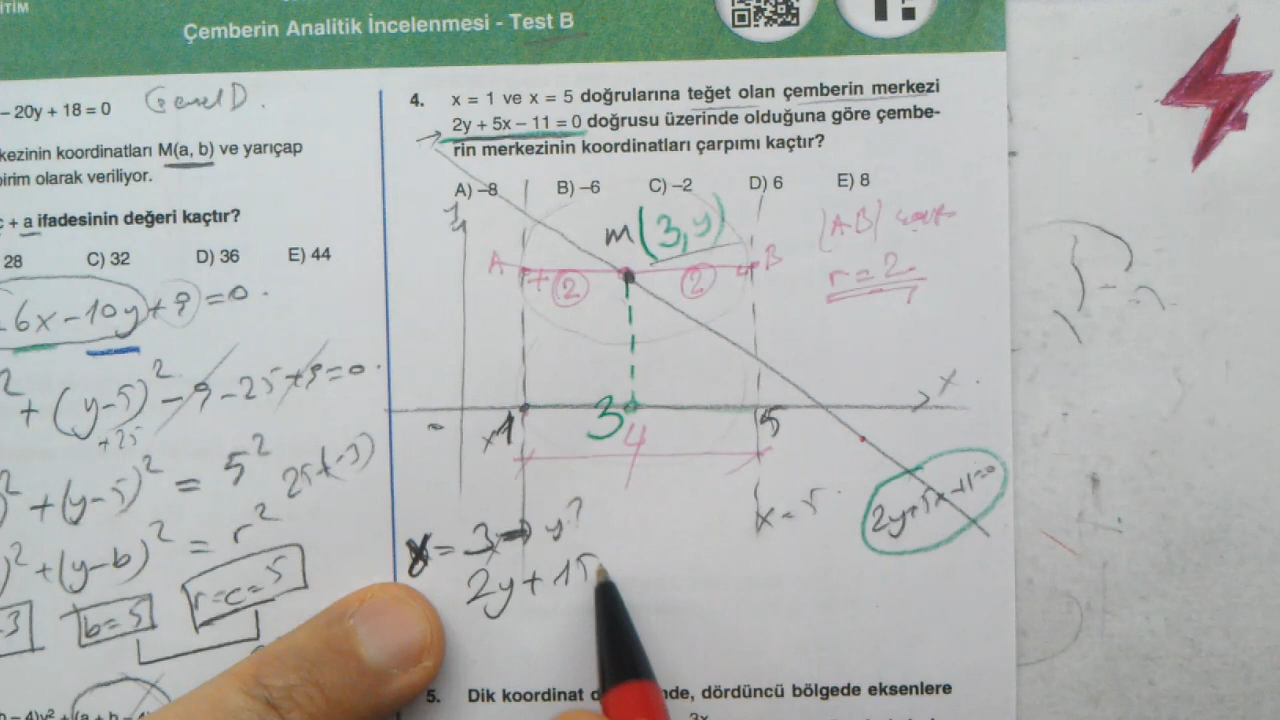 İTİM
Çemberin Analitik İncelenmesi - Test B
– 20y + 18 = 0
Genel D.
kezinin koordinatları M(a, b) ve yarıçap
birim olarak veriliyor.
+ a ifadesinin değeri kaçtır?
28 C) 32 D) 36 E) 44
6x-10y+9=0.
+(y-5)² -9-25+9=0.
+25
+(y-5)² = 5²
+(y-b)² = r²
b=5
r=c=5
4. x = 1 ve x = 5 doğrularına teğet olan çemberin merkezi
2y + 5x – 11 = 0 doğrusu üzerinde olduğuna göre çembe-
rin merkezinin koordinatları çarpımı kaçtır?
A) –8 B) –6 C) –2 D) 6 E) 8
m(3,y)
|AB|
A B
2 2
r=2
x
3 5
1
4
x=5
2y+5x-11=0
x=3→y?
2y+15
5. Dik koordinat
nde, dördüncü bölgede eksenlere